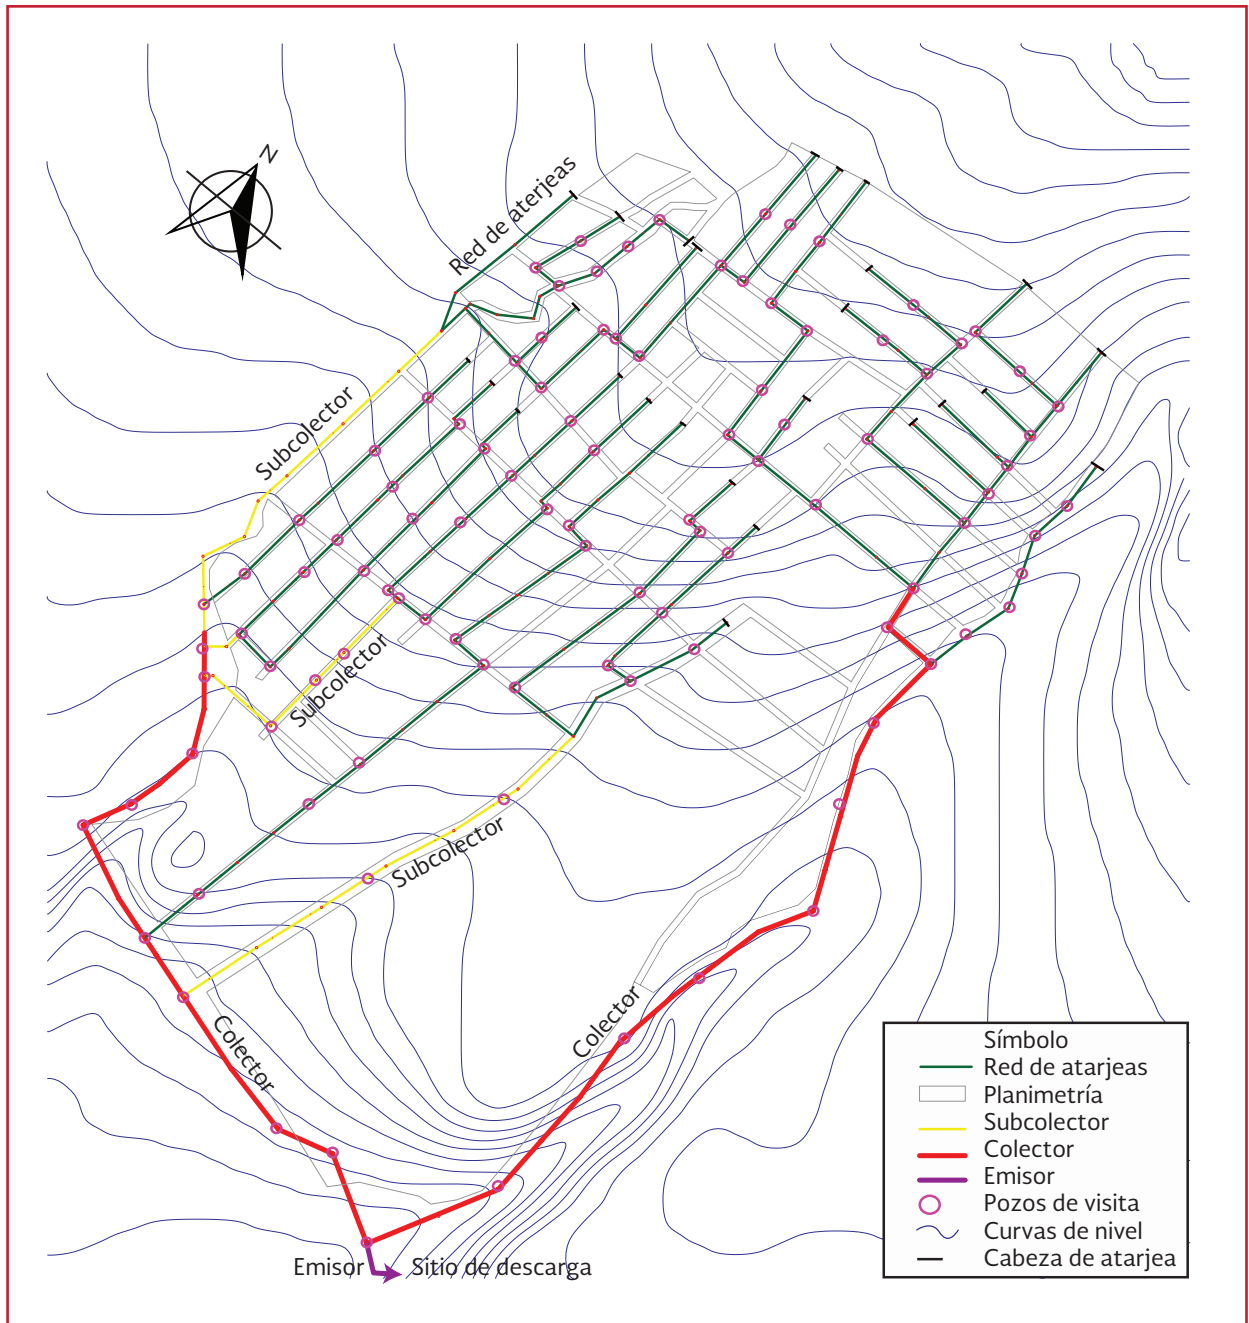 N
Red de aterjeas
Subcolector
Subcolector
Subcolector
Colector
Colector
Emisor
Sitio de descarga
Símbolo
Red de atarjeas
Planimetría
Subcolector
Colector
Emisor
Pozos de visita
Curvas de nivel
Cabeza de atarjea